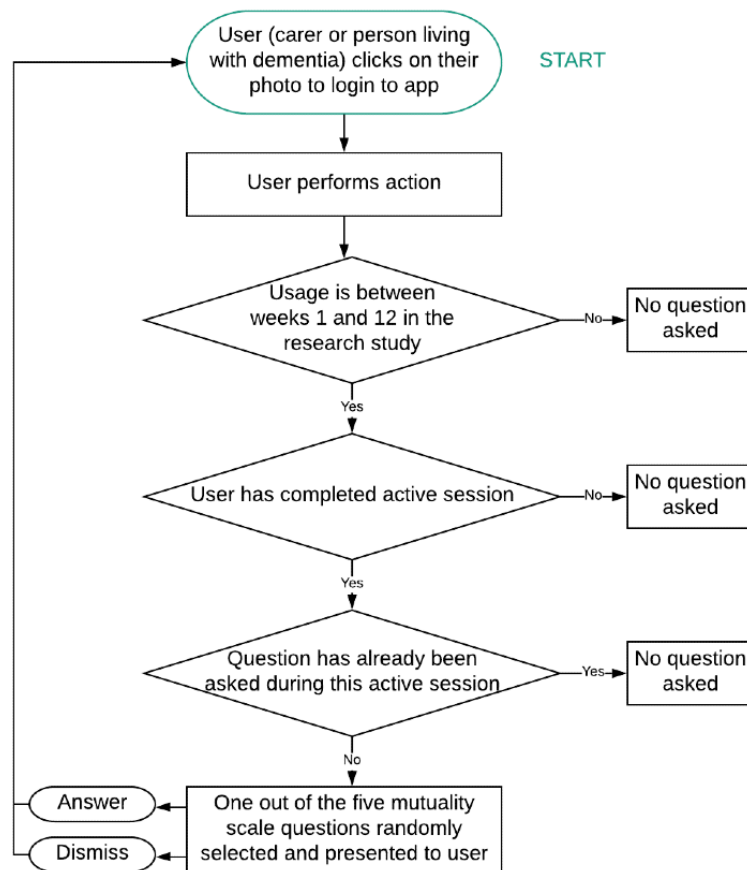 User (carer or person living
with dementia) clicks on their
photo to login to app
START
User performs action
Usage is between
weeks 1 and 12 in the
research study
No
No question
asked
Yes
User has completed active session
No
No question
asked
Yes
Question has already been
asked during this active session
Yes
No question
asked
No
Answer
One out of the five mutuality
scale questions randomly
selected and presented to user
Dismiss